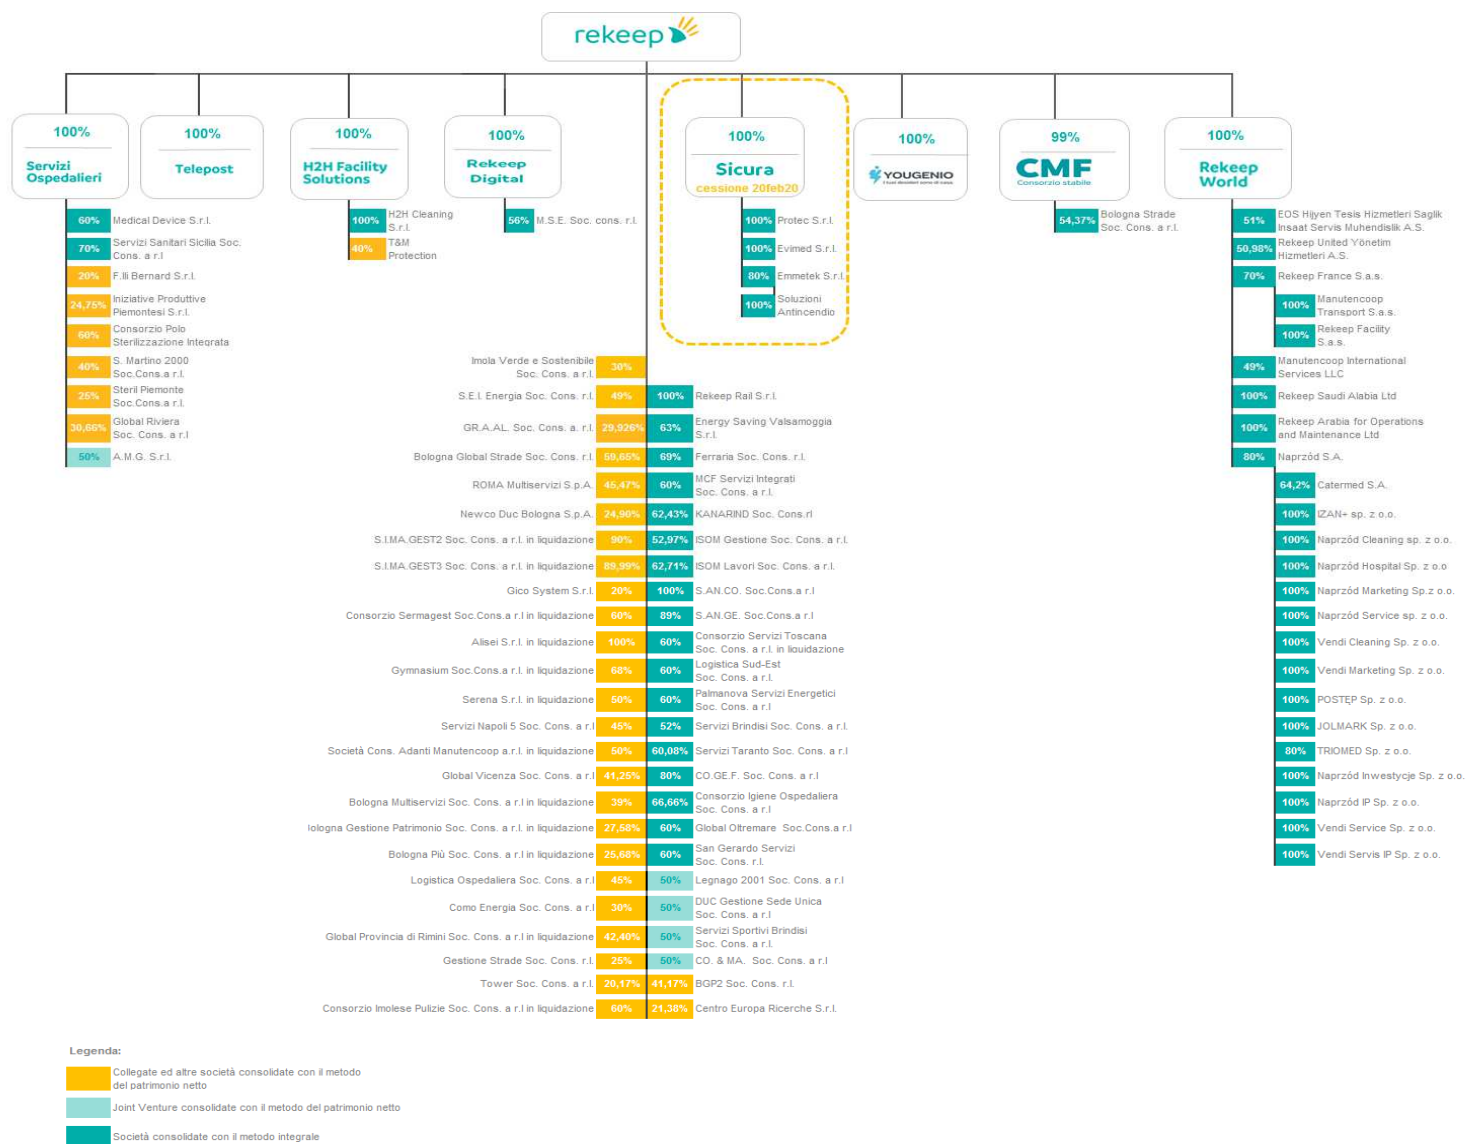 rekeep
100%
Servizi
Ospedalieri
60% Medical Device S.r.l.
70% Servizi Sanitari Sicilia Soc.
Cons. a r.l
20% F.lli Bernard S.r.l.
24,75% Iniziative Produttive
Piemontesi S.r.l.
60% Consorzio Polo
Sterilizzazione Integrata
40% S. Martino 2000
Soc.Cons.a r.l.
25% Steril Piemonte
Soc.Cons.a r.l.
30,66% Global Riviera
Soc. Cons. a r.l
50% A.M.G. S.r.l.
100%
Telepost
100%
H2H Facility
Solutions
100% H2H Cleaning
S.r.l.
40% T&M
Protection
100%
Rekeep
Digital
56% M.S.E. Soc. cons. r.l.
100%
Sicura
cessione 20feb20
100% Protec S.r.l.
100% Evimed S.r.l.
80% Emmetek S.r.l.
100% Soluzioni
Antincendio
100%
YOUGENIO
99%
CMF
Consorzio stabile
54,37% Bologna Strade
Soc. Cons. a r.l.
100%
Rekeep
World
51% EOS Hijyen Tesis Hizmetleri Saglik
Insaat Servis Muhendislik A.S.
50,98% Rekeep United Yönetim
Hizmetleri A.S.
70% Rekeep France S.a.s.
100% Manutencoop
Transport S.a.s.
100% Rekeep Facility
S.a.s.
49% Manutencoop International
Services LLC
100% Rekeep Saudi Alabia Ltd
100% Rekeep Arabia for Operations
and Maintenance Ltd
80% Naprzód S.A.
64,2% Catermed S.A.
100% IZAN+ sp. z o.o.
100% Naprzód Cleaning sp. z o.o.
100% Naprzód Hospital Sp. z o.o
100% Naprzód Marketing Sp.z o.o.
100% Naprzód Service sp. z o.o.
100% Vendi Cleaning Sp. z o.o.
100% Vendi Marketing Sp. z o.o.
100% POSTĘP Sp. z o.o.
100% JOLMARK Sp. z o.o.
80% TRIOMED Sp. z o.o.
100% Naprzód Inwestycje Sp. z o.o.
100% Naprzód IP Sp. z o.o.
100% Vendi Service Sp. z o.o.
100% Vendi Servis IP Sp. z o.o.
Imola Verde e Sostenibile
Soc. Cons. a r.l. 30%
S.E.I. Energia Soc. Cons. r.l. 49%
GR.A.AL. Soc. Cons. a. r.l. 29,926%
Bologna Global Strade Soc. Cons. r.l. 59,65%
ROMA Multiservizi S.p.A. 45,47%
Newco Duc Bologna S.p.A. 24,90%
S.I.MA.GEST2 Soc. Cons. a r.l. in liquidazione 90%
S.I.MA.GEST3 Soc. Cons. a r.l. in liquidazione 89,99%
Gico System S.r.l. 20%
Consorzio Sermagest Soc.Cons.a r.l in liquidazione 60%
Alisei S.r.l. in liquidazione 100%
Gymnasium Soc.Cons.a r.l. in liquidazione 68%
Serena S.r.l. in liquidazione 50%
Servizi Napoli 5 Soc. Cons. a r.l 45%
Società Cons. Adanti Manutencoop a.r.l. in liquidazione 50%
Global Vicenza Soc. Cons. a r.l 41,25%
Bologna Multiservizi Soc. Cons. a r.l in liquidazione 39%
ologna Gestione Patrimonio Soc. Cons. a r.l. in liquidazione 27,58%
Bologna Più Soc. Cons. a r.l in liquidazione 25,68%
Logistica Ospedaliera Soc. Cons. a r.l 45%
Como Energia Soc. Cons. a r.l 30%
Global Provincia di Rimini Soc. Cons. a r.l in liquidazione 42,40%
Gestione Strade Soc. Cons. r.l. 25%
Tower Soc. Cons. a r.l. 20,17%
Consorzio Imolese Pulizie Soc. Cons. a r.l in liquidazione 60%
100% Rekeep Rail S.r.l.
63% Energy Saving Valsamoggia
S.r.l.
69% Ferraria Soc. Cons. r.l.
60% MCF Servizi Integrati
Soc. Cons. a r.l.
62,43% KANARIND Soc. Cons.rl
52,97% ISOM Gestione Soc. Cons. a r.l.
62,71% ISOM Lavori Soc. Cons. a r.l.
100% S.AN.CO. Soc.Cons.a r.l
89% S.AN.GE. Soc.Cons.a r.l
60% Consorzio Servizi Toscana
Soc. Cons. a r.l. in liquidazione
60% Logistica Sud-Est
Soc. Cons. a r.l.
60% Palmanova Servizi Energetici
Soc. Cons. a r.l
52% Servizi Brindisi Soc. Cons. a r.l.
60,08% Servizi Taranto Soc. Cons. a r.l
80% CO.GE.F. Soc. Cons. a r.l
66,66% Consorzio Igiene Ospedaliera
Soc. Cons. a r.l
60% Global Oltremare Soc.Cons.a r.l
60% San Gerardo Servizi
Soc. Cons. r.l.
50% Legnago 2001 Soc. Cons. a r.l
50% DUC Gestione Sede Unica
Soc. Cons. a r.l
50% Servizi Sportivi Brindisi
Soc. Cons. a r.l.
50% CO. & MA. Soc. Cons. a r.l
41,17% BGP2 Soc. Cons. r.l.
21,38% Centro Europa Ricerche S.r.l.
Legenda:
Collegate ed altre società consolidate con il metodo
del patrimonio netto
Joint Venture consolidate con il metodo del patrimonio netto
Società consolidate con il metodo integrale